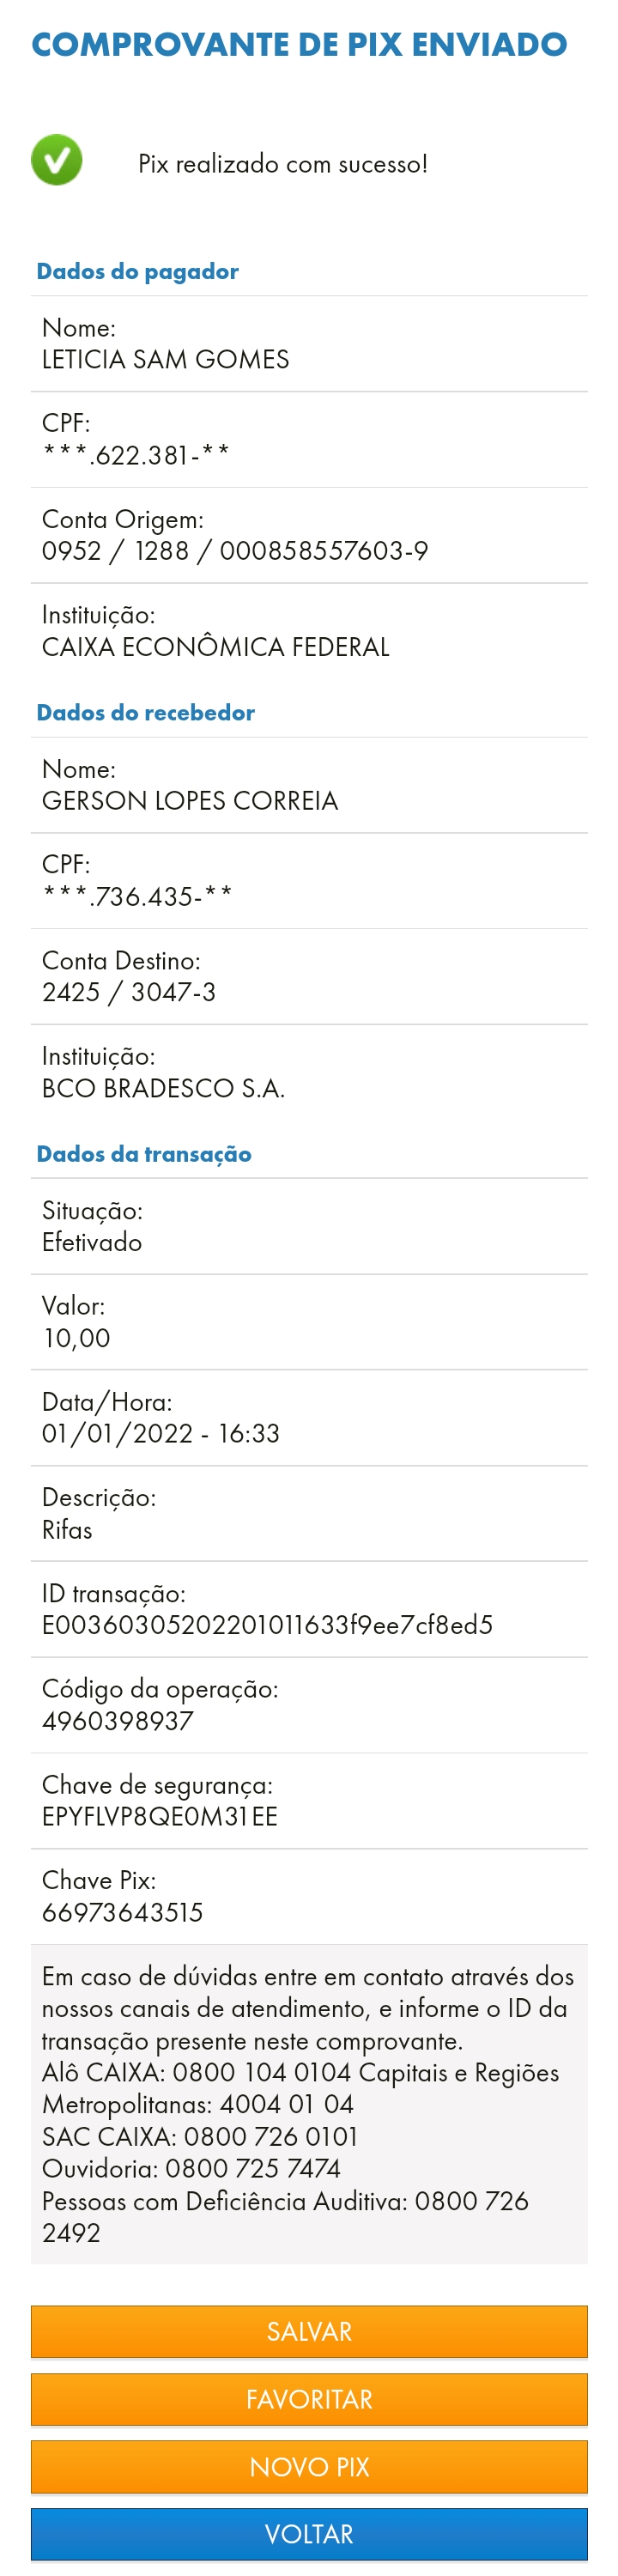 COMPROVANTE DE PIX ENVIADO
Pix realizado com sucesso!
Dados do pagador
Nome:
LETICIA SAM GOMES
CPF:
***.622.381-**
Conta Origem:
0952 / 1288 / 000858557603-9
Instituição:
CAIXA ECONÔMICA FEDERAL
Dados do recebedor
Nome:
GERSON LOPES CORREIA
CPF:
***.736.435-**
Conta Destino:
2425 / 3047-3
Instituição:
BCO BRADESCO S.A.
Dados da transação
Situação:
Efetivado
Valor:
10,00
Data/Hora:
01/01/2022 - 16:33
Descrição:
Rifas
ID transação:
E00360305202201011633f9ee7cf8ed5
Código da operação:
4960398937
Chave de segurança:
EPYFLVP8QE0M31EE
Chave Pix:
66973643515
Em caso de dúvidas entre em contato através dos
nossos canais de atendimento, e informe o ID da
transação presente neste comprovante.
Alô CAIXA: 0800 104 0104 Capitais e Regiões
Metropolitanas: 4004 01 04
SAC CAIXA: 0800 726 0101
Ouvidoria: 0800 725 7474
Pessoas com Deficiência Auditiva: 0800 726
2492
SALVAR
FAVORITAR
NOVO PIX
VOLTAR